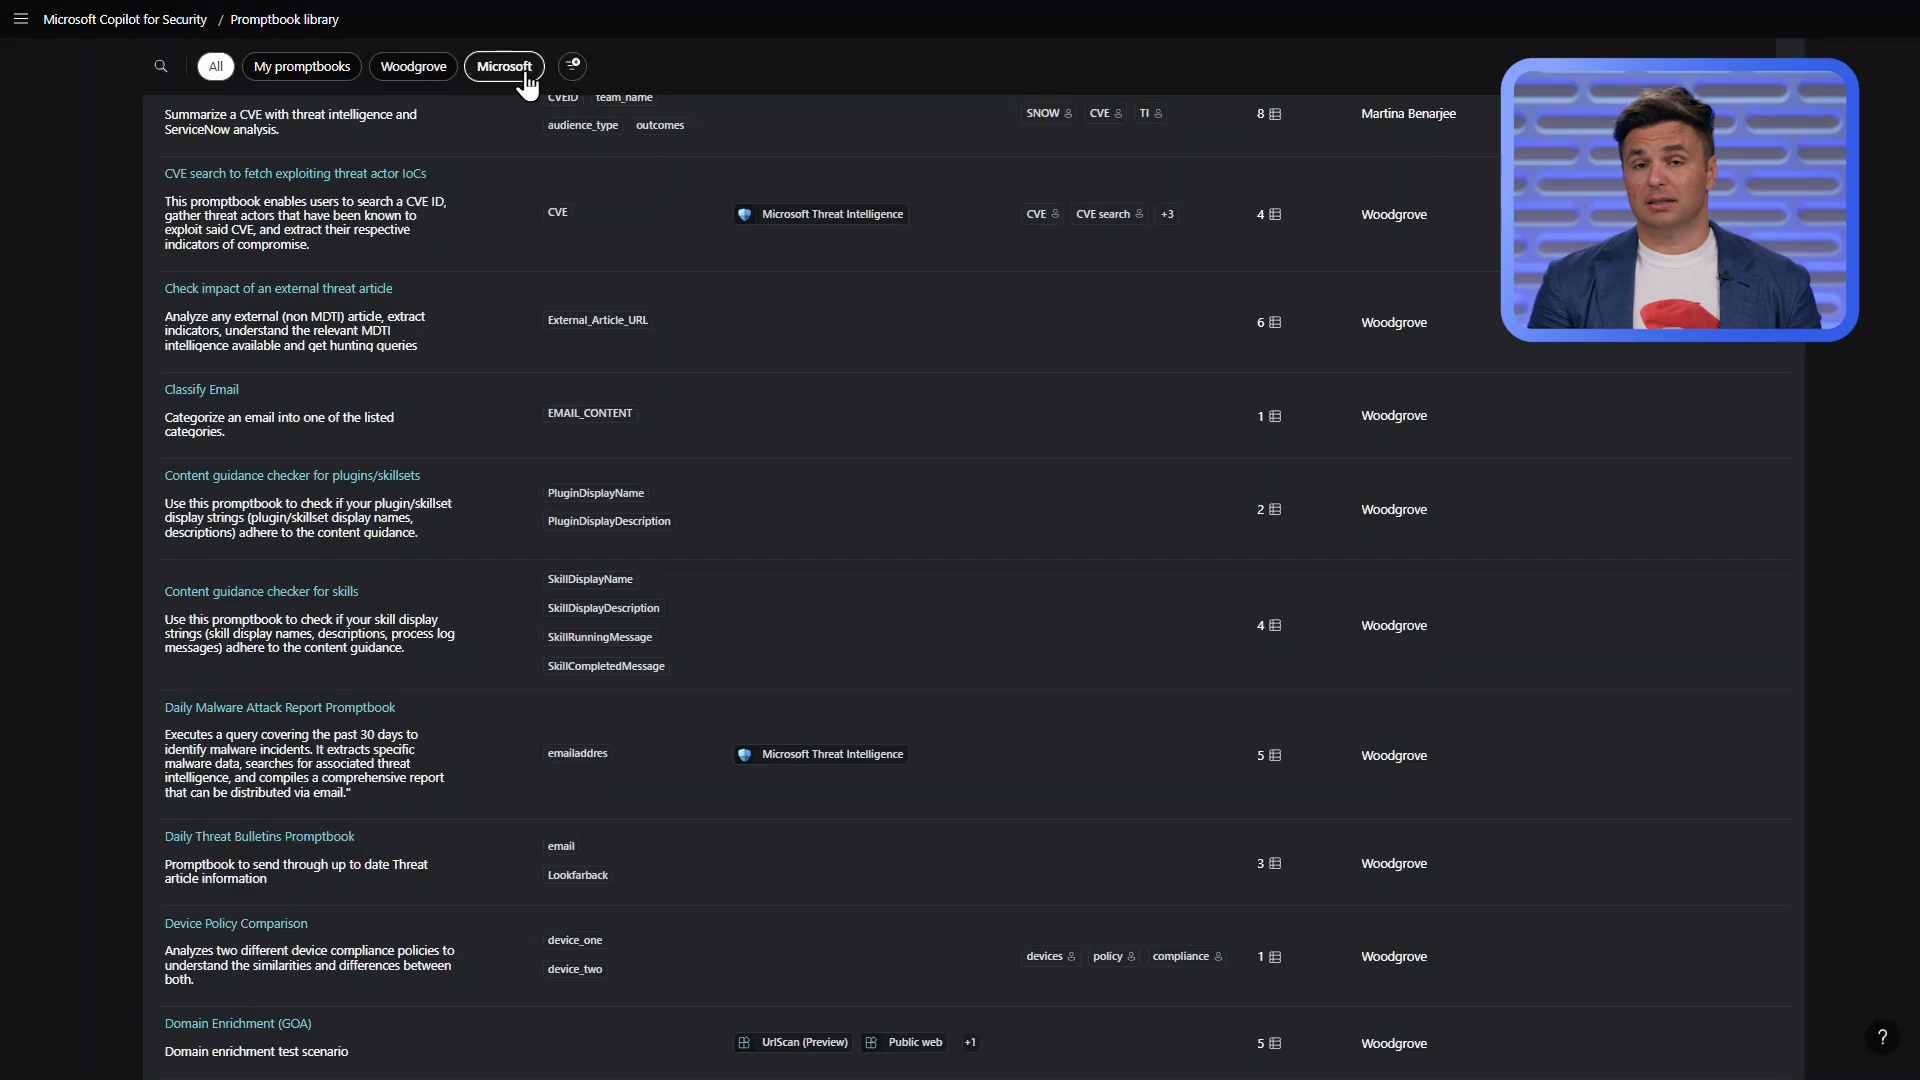 Microsoft Copilot for Security / Promptbook library
All
My promptbooks
Woodgrove
Microsoft
CVEID team_name
Summarize a CVE with threat intelligence and
ServiceNow analysis.
audience_type outcomes
SNOW CVE TI
8
Martina Benarjee
CVE search to fetch exploiting threat actor IoCs
This promptbook enables users to search a CVE ID,
gather threat actors that have been known to
exploit said CVE, and extract their respective
indicators of compromise.
CVE
Microsoft Threat Intelligence
CVE CVE search +3
4
Woodgrove
Check impact of an external threat article
Analyze any external (non MDTI) article, extract
indicators, understand the relevant MDTI
intelligence available and get hunting queries
External_Article_URL
6
Woodgrove
Classify Email
Categorize an email into one of the listed
categories.
EMAIL_CONTENT
1
Woodgrove
Content guidance checker for plugins/skillsets
Use this promptbook to check if your plugin/skillset
display strings (plugin/skillset display names,
descriptions) adhere to the content guidance.
PluginDisplayName
PluginDisplayDescription
2
Woodgrove
Content guidance checker for skills
Use this promptbook to check if your skill display
strings (skill display names, descriptions, process log
messages) adhere to the content guidance.
SkillDisplayName
SkillDisplayDescription
SkillRunningMessage
SkillCompletedMessage
4
Woodgrove
Daily Malware Attack Report Promptbook
Executes a query covering the past 30 days to
identify malware incidents. It extracts specific
malware data, searches for associated threat
intelligence, and compiles a comprehensive report
that can be distributed via email."
emailaddres
Microsoft Threat Intelligence
5
Woodgrove
Daily Threat Bulletins Promptbook
Promptbook to send through up to date Threat
article information
email
Lookfarback
3
Woodgrove
Device Policy Comparison
Analyzes two different device compliance policies to
understand the similarities and differences between
both.
device_one
device_two
devices policy compliance
1
Woodgrove
Domain Enrichment (GOA)
Domain enrichment test scenario
UrlScan (Preview) Public web +1
5
Woodgrove
?